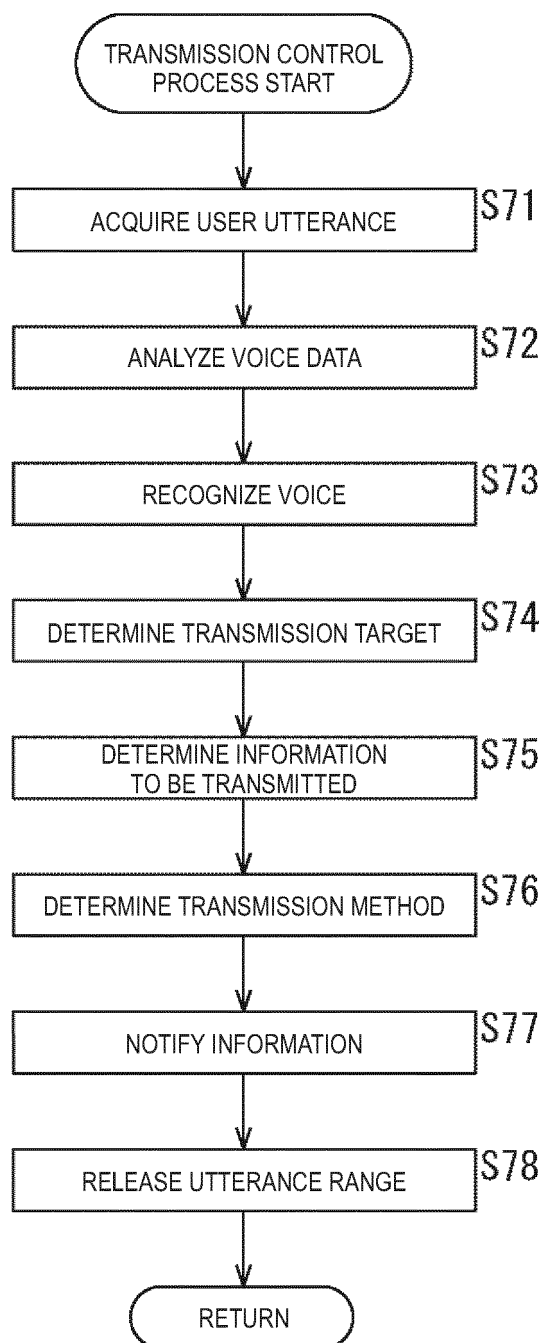 TRANSMISSION CONTROL
PROCESS START
S71
ACQUIRE USER UTTERANCE
S72
ANALYZE VOICE DATA
S73
RECOGNIZE VOICE
S74
DETERMINE TRANSMISSION TARGET
S75
DETERMINE INFORMATION
TO BE TRANSMITTED
S76
DETERMINE TRANSMISSION METHOD
S77
NOTIFY INFORMATION
S78
RELEASE UTTERANCE RANGE
RETURN